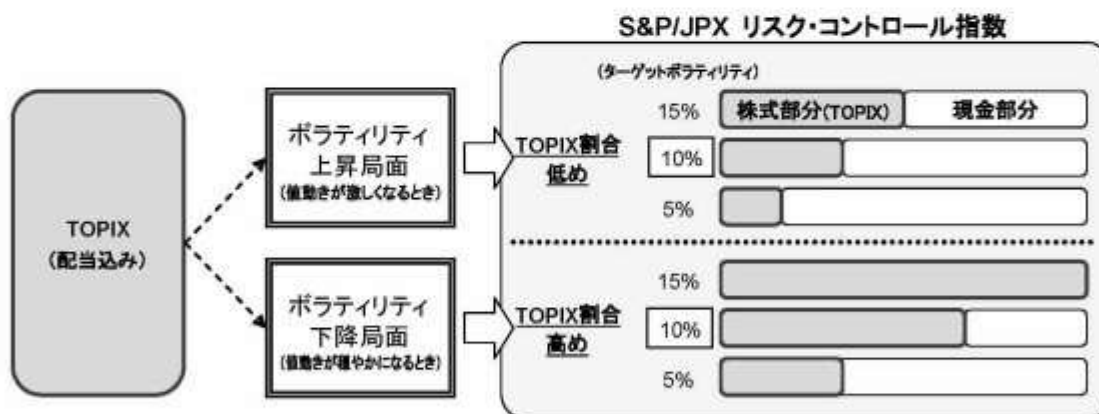 S&P/JPX リスク・コントロール指数
(ターゲットボラティリティ)
TOPIX
(配当込み)
ボラティリティ
上昇局面
(値動きが激しくなるとき)
TOPIX割合
低め
15%
株式部分(TOPIX)
現金部分
10%
5%
ボラティリティ
下降局面
(値動きが穏やかになるとき)
TOPIX割合
高め
15%
10%
5%